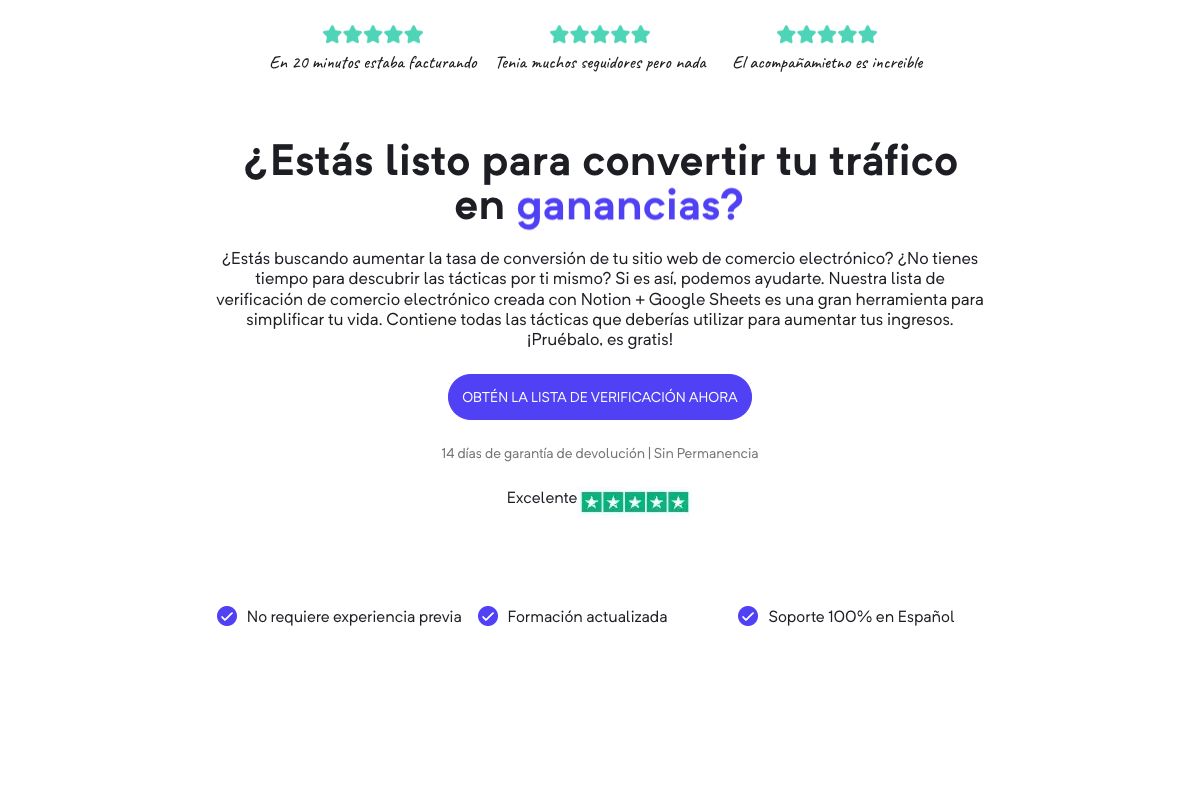 En 20 minutos estaba facturando
Tenia muchos seguidores pero nada
El acompañamietno es increible
¿Estás listo para convertir tu tráfico
en ganancias?
¿Estás buscando aumentar la tasa de conversión de tu sitio web de comercio electrónico? ¿No tienes
tiempo para descubrir las tácticas por ti mismo? Si es así, podemos ayudarte. Nuestra lista de
verificación de comercio electrónico creada con Notion + Google Sheets es una gran herramienta para
simplificar tu vida. Contiene todas las tácticas que deberías utilizar para aumentar tus ingresos.
¡Pruébalo, es gratis!
OBTÉN LA LISTA DE VERIFICACIÓN AHORA
14 días de garantía de devolución | Sin Permanencia
Excelente
No requiere experiencia previa
Formación actualizada
Soporte 100% en Español